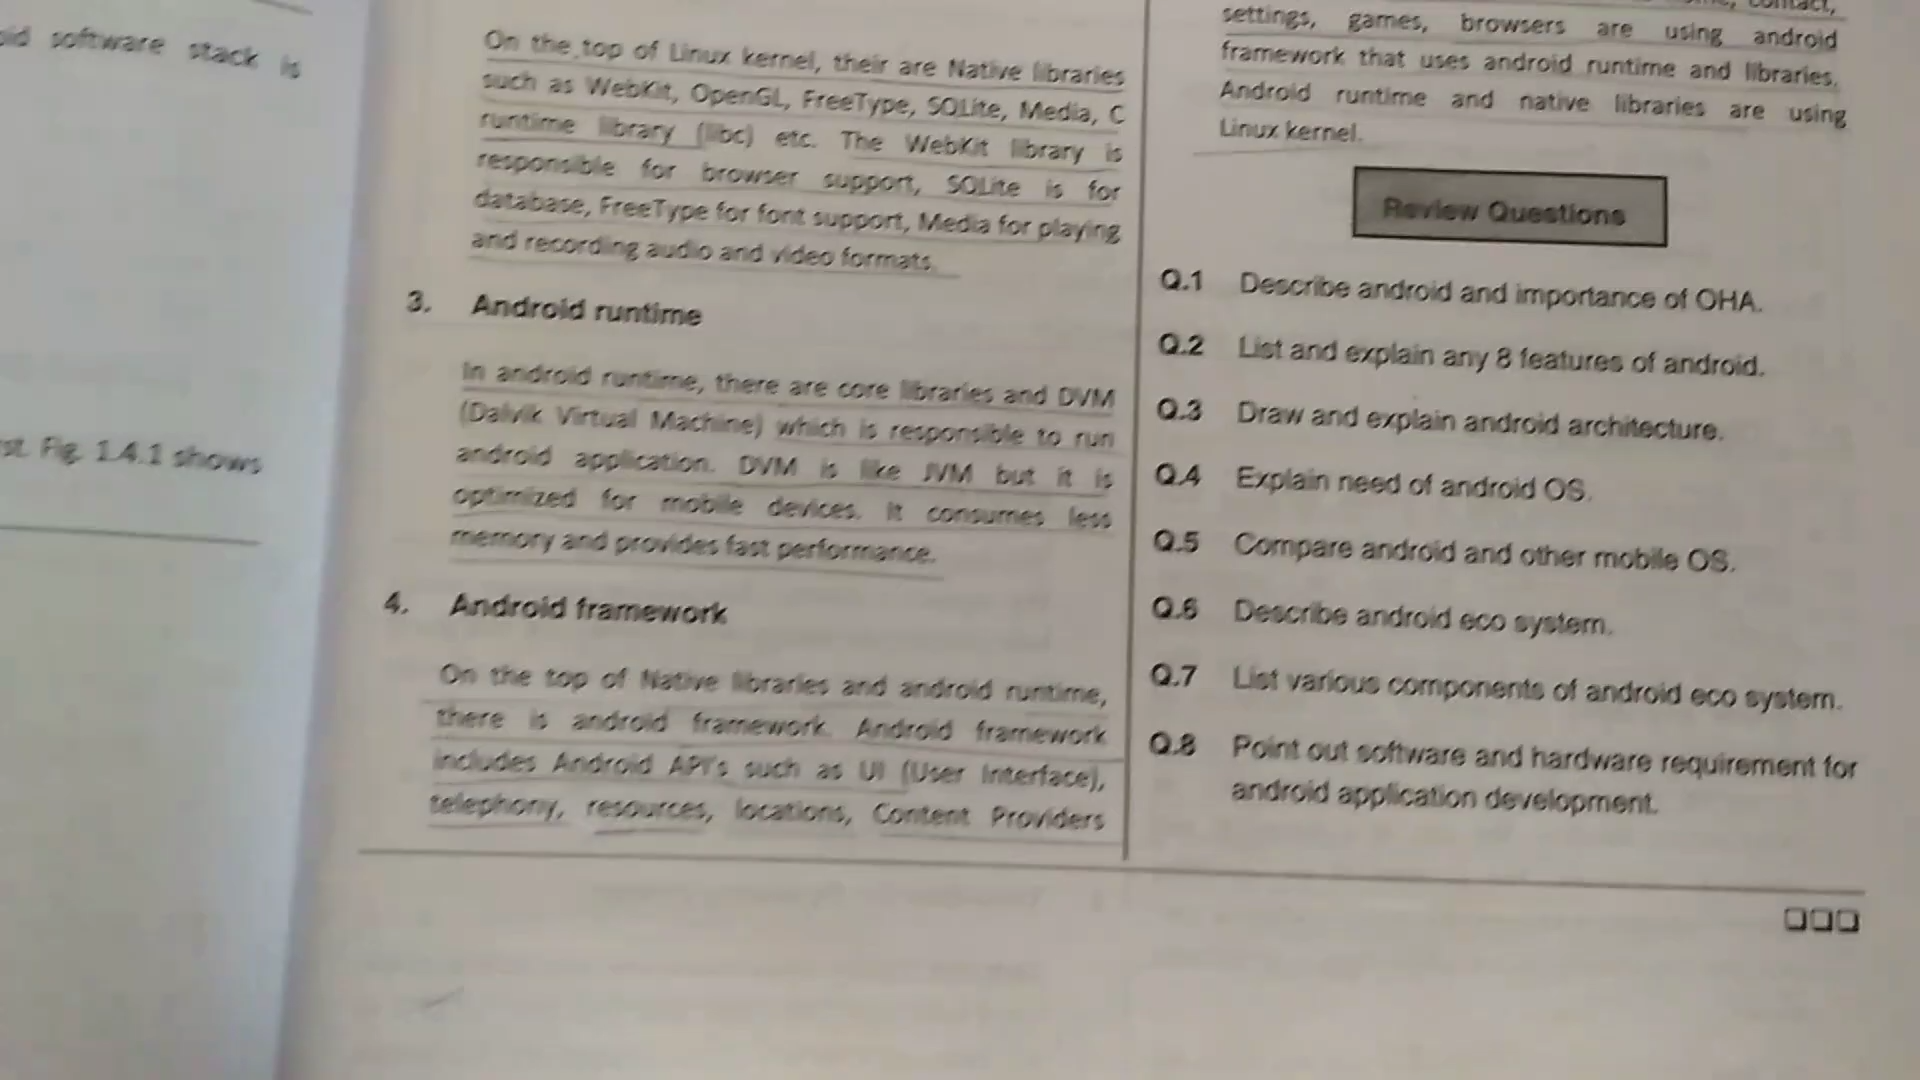 oid software stack is
st. Fig. 1.4.1 shows
On the top of Linux kernel, their are Native libraries
such as WebKit, OpenGL, FreeType, SQLite, Media, C
runtime library (libc) etc. The WebKit library is
responsible for browser support, SQLite is for
database, FreeType for font support, Media for playing
and recording audio and video formats.
3. Android runtime
In android runtime, there are core libraries and DVM
(Dalvik Virtual Machine) which is responsible to run
android application. DVM is like JVM but it is
optimized for mobile devices. It consumes less
memory and provides fast performance.
4. Android framework
On the top of Native libraries and android runtime,
there is android framework. Android framework
includes Android API's such as UI (User Interface),
telephony, resources, locations, Content Providers
contact,
settings, games, browsers are using android
framework that uses android runtime and libraries.
Android runtime and native libraries are using
Linux kernel.
Review Questions
Q.1 Describe android and importance of OHA.
Q.2 List and explain any 8 features of android.
Q.3 Draw and explain android architecture.
Q.4 Explain need of android OS.
Q.5 Compare android and other mobile OS.
Q.6 Describe android eco system.
Q.7 List various components of android eco system.
Q.8 Point out software and hardware requirement for
android application development.